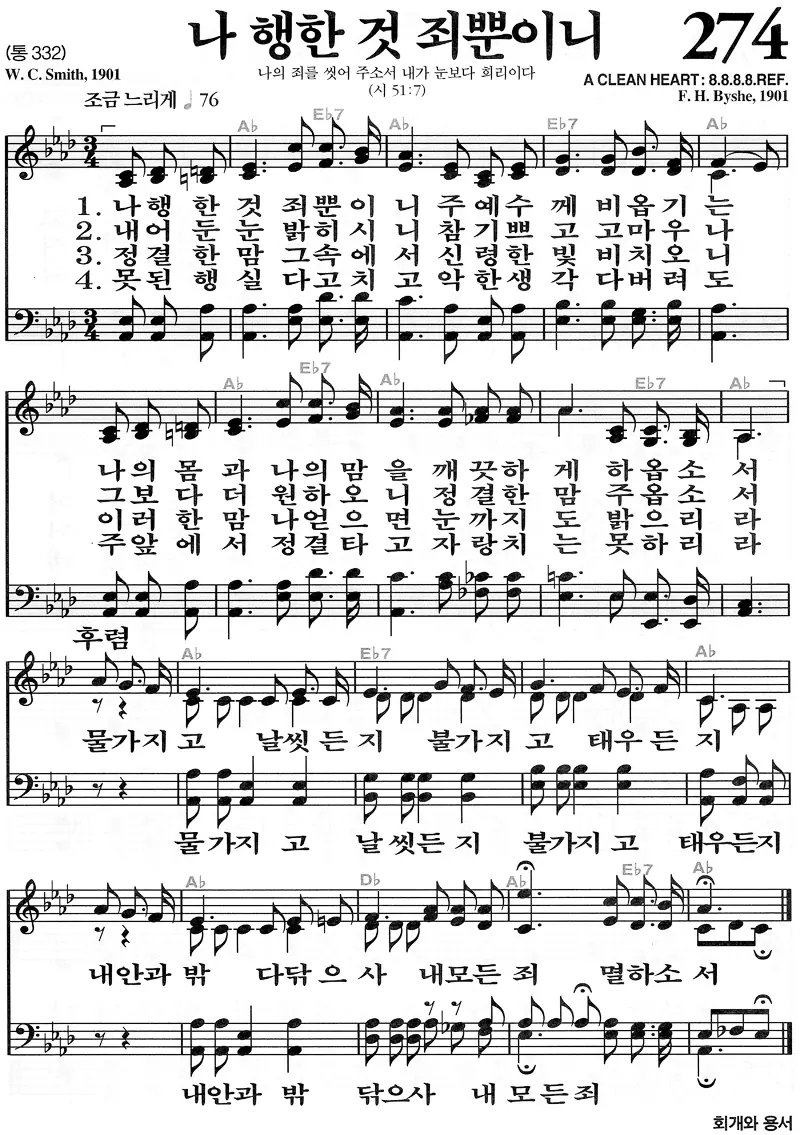 나 행한 것 죄뿐이니 274
(통 332)
W. C. Smith, 1901
나의 죄를 씻어 주소서 내가 눈보다 희리이다
(시 51:7)
A CLEAN HEART : 8.8.8.8.REF.
F. H. Byshe, 1901
조금 느리게 ♩ 76
A♭ E♭7 E♭7 A♭
3/4
1. 나 행 한 것 죄 뿐 이 니 주 예 수 께 비 옵 기 는
2. 내 어 둔 눈 밝 히 시 니 참 기 쁘 고 고 마 우 나
3. 정 결 한 맘 그 속 에 서 신 령 한 빛 비 치 오 니
4. 못 된 행 실 다 고 치 고 악 한 생 각 다 버 려 도
3/4
A♭ E♭7 A♭ E♭7 A♭
나 의 몸 과 나 의 맘 을 깨 끗 하 게 하 옵 소 서
그 보 다 더 원 하 오 니 정 결 한 맘 주 옵 소 서
이 러 한 맘 나 얻 으 면 눈 까 지 도 밝 으 리 라
주 앞 에 서 정 결 타 고 자 랑 치 는 못 하 리 라
후렴
A♭ E♭7 A♭
물 가 지 고 날 씻 든 지 불 가 지 고 태 우 든 지
물 가 지 고 날 씻 든 지 불 가 지 고 태 우 든 지
A♭ D♭ A♭ E♭7 A♭
내 안 과 밖 다 닦 으 사 내 모 든 죄 멸 하 소 서
내 안 과 밖 닦 으 사 내 모 든 죄
회개와 용서